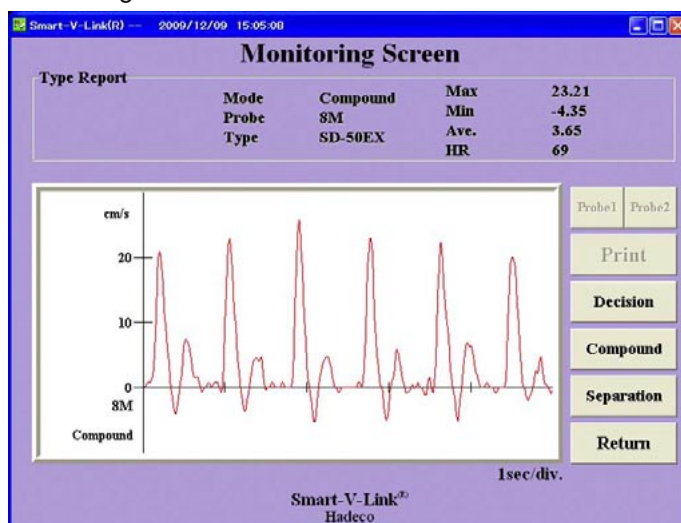 Smart-V-Link(R) -- 2009/12/09 15:05:08
Monitoring Screen
Type Report
Mode Compound Max 23.21
Probe 8M Min -4.35
Type SD-50EX Ave. 3.65
HR 69
cm/s
20
10
0
8M
Compound
1sec/div.
Probe1 Probe2
Print
Decision
Compound
Separation
Return
Smart-V-Link®
Hadeco